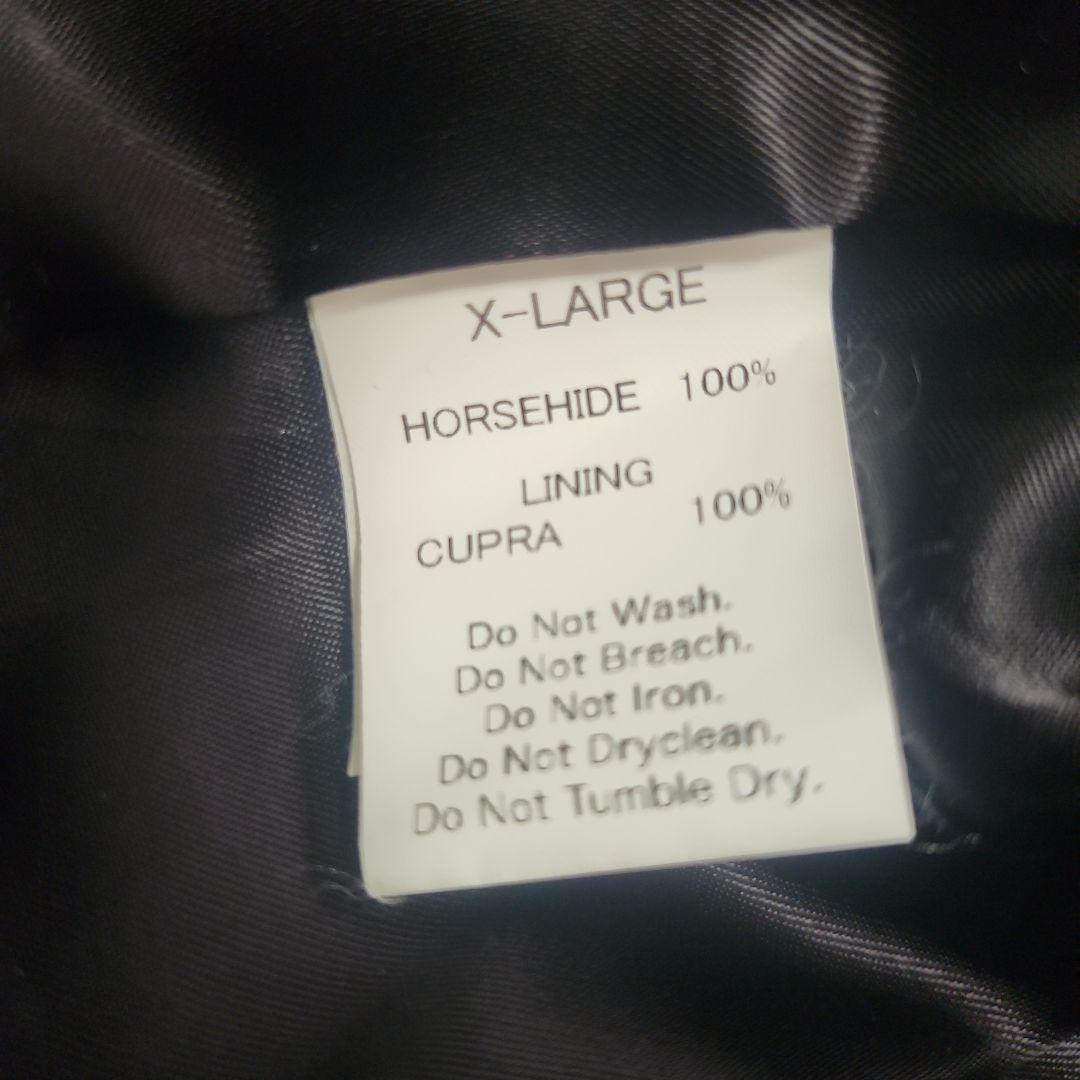 X-LARGE
HORSEHIDE 100%
LINING
CUPRA 100%
Do Not Wash.
Do Not Breach.
Do Not Iron.
Do Not Dryclean.
Do Not Tumble Dry.